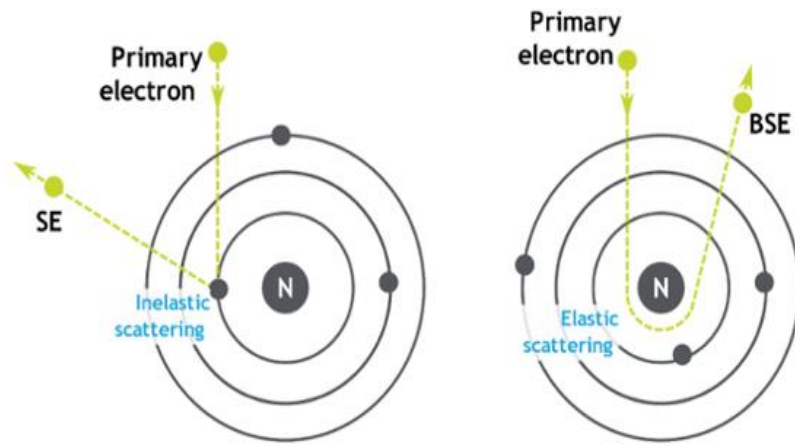 Primary
electron
SE
N
Inelastic
scattering
Primary
electron
BSE
N
Elastic
scattering